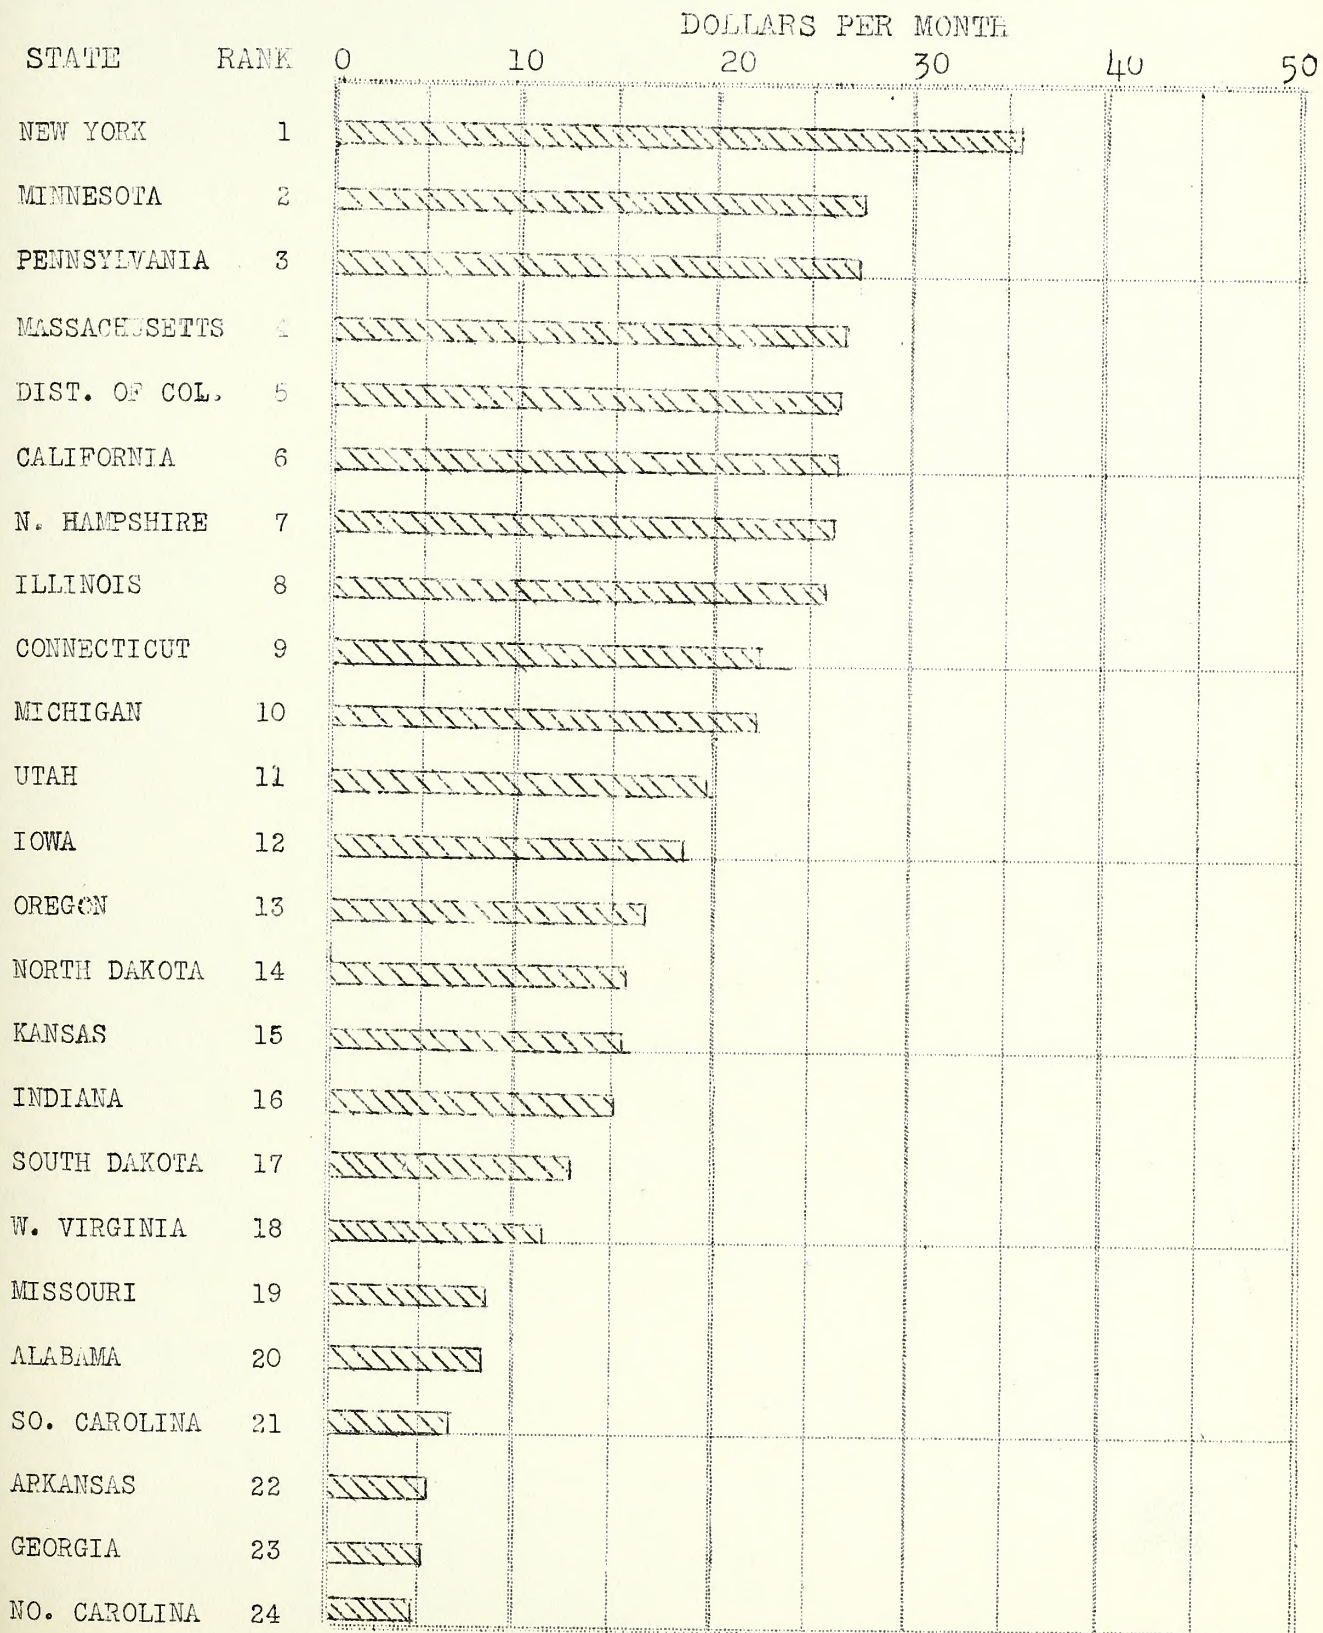 DOLLARS PER MONTH
STATE RANK 0 10 20 30 40 50
NEW YORK 1
MINNESOTA 2
PENNSYLVANIA 3
MASSACHUSETTS 4
DIST. OF COL. 5
CALIFORNIA 6
N. HAMPSHIRE 7
ILLINOIS 8
CONNECTICUT 9
MICHIGAN 10
UTAH 11
IOWA 12
OREGON 13
NORTH DAKOTA 14
KANSAS 15
INDIANA 16
SOUTH DAKOTA 17
W. VIRGINIA 18
MISSOURI 19
ALABAMA 20
SO. CAROLINA 21
ARKANSAS 22
GEORGIA 23
NO. CAROLINA 24